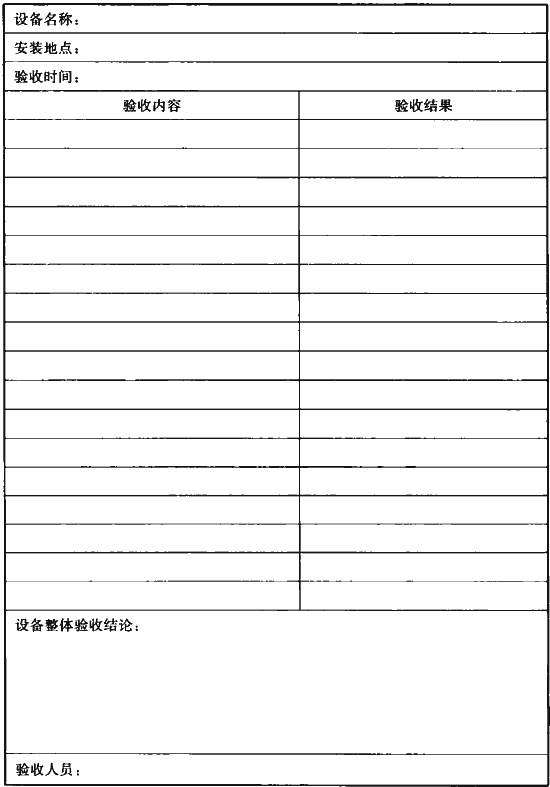 设备名称：
安装地点：
验收时间：
验收内容 验收结果
设备整体验收结论：
验收人员：